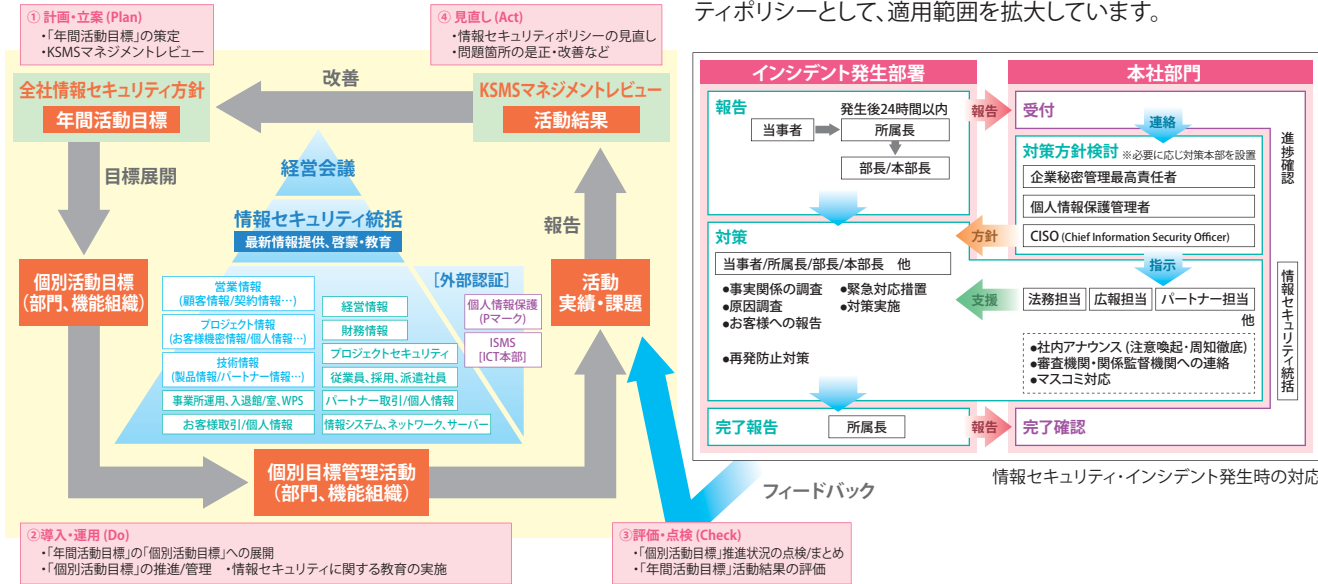 ①計画・立案 (Plan)
・「年間活動目標」の策定
・KSMSマネジメントレビュー
④見直し (Act)
・情報セキュリティポリシーの見直し
・問題箇所の是正・改善など
全社情報セキュリティ方針
年間活動目標
改善
KSMSマネジメントレビュー
活動結果
目標展開
経営会議
情報セキュリティ統括
最新情報提供、啓蒙・教育
報告
個別活動目標
(部門、機能組織)
営業情報
(顧客情報/契約情報…)
プロジェクト情報
(お客様機密情報/個人情報…)
技術情報
(製品情報/パートナー情報…)
事業所運用、入退館/室、WPS
お客様取引/個人情報
経営情報
財務情報
プロジェクトセキュリティ
従業員、採用、派遣社員
パートナー取引/個人情報
情報システム、ネットワーク、サーバー
[外部認証]
個人情報保護
(Pマーク)
ISMS
[ICT本部]
活動
実績・課題
個別目標管理活動
(部門、機能組織)
フィードバック
②導入・運用 (Do)
・「年間活動目標」の「個別活動目標」への展開
・「個別活動目標」の推進/管理 ・情報セキュリティに関する教育の実施
③評価・点検 (Check)
・「個別活動目標」推進状況の点検/まとめ
・「年間活動目標」活動結果の評価
ティポリシーとして、適用範囲を拡大しています。
インシデント発生部署
本社部門
報告
発生後24時間以内
当事者
所属長
部長/本部長
報告
受付
連絡
対策方針検討 ※必要に応じ対策本部を設置
企業秘密管理最高責任者
個人情報保護管理者
CISO (Chief Information Security Officer)
進捗確認
方針
対策
当事者/所属長/部長/本部長 他
●事実関係の調査 ●緊急対応措置
●原因調査 ●対策実施
●お客様への報告
●再発防止対策
指示
支援
法務担当 広報担当 パートナー担当
他
●社内アナウンス (注意喚起・周知徹底)
●審査機関・関係監督機関への連絡
●マスコミ対応
情報セキュリティ統括
完了報告
所属長
報告
完了確認
情報セキュリティ・インシデント発生時の対応